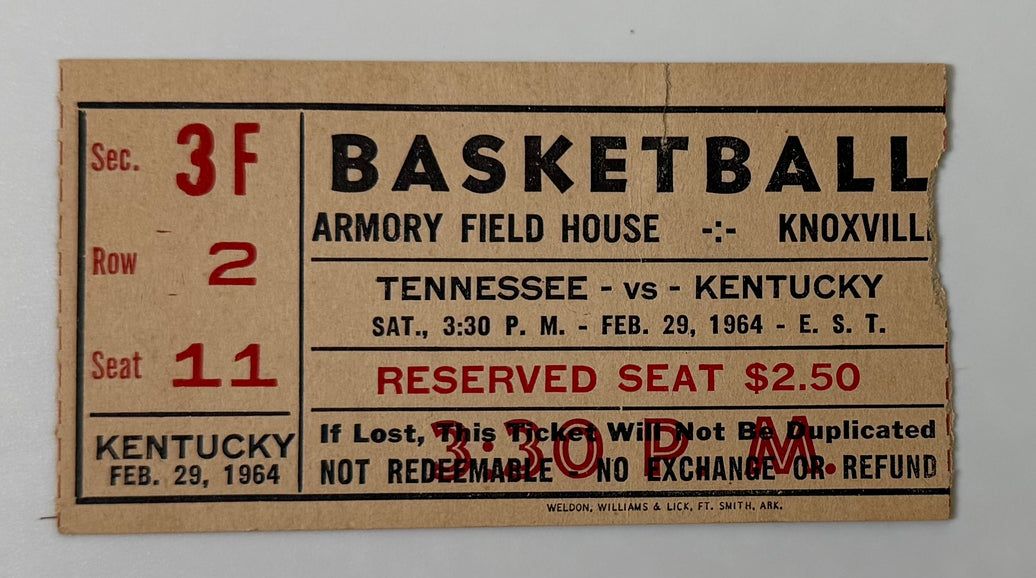 Sec. 3F
Row 2
Seat 11
KENTUCKY
FEB. 29, 1964
BASKETBALL
ARMORY FIELD HOUSE -:- KNOXVILL
TENNESSEE - vs - KENTUCKY
SAT., 3:30 P. M. - FEB. 29, 1964 - E. S. T.
RESERVED SEAT $2.50
If Lost, This Ticket Will Not Be Duplicated
3:30 P. M.
NOT REDEEMABLE - NO EXCHANGE OR REFUND
WELDON, WILLIAMS & LICK, FT. SMITH, ARK.